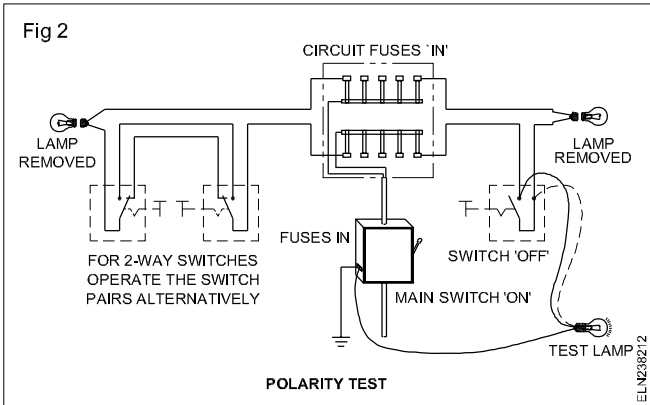 Fig 2
CIRCUIT FUSES `IN'
LAMP
REMOVED
LAMP
REMOVED
FUSES IN
SWITCH 'OFF'
FOR 2-WAY SWITCHES
OPERATE THE SWITCH
PAIRS ALTERNATIVELY
MAIN SWITCH 'ON'
TEST LAMP
POLARITY TEST
ELN238212